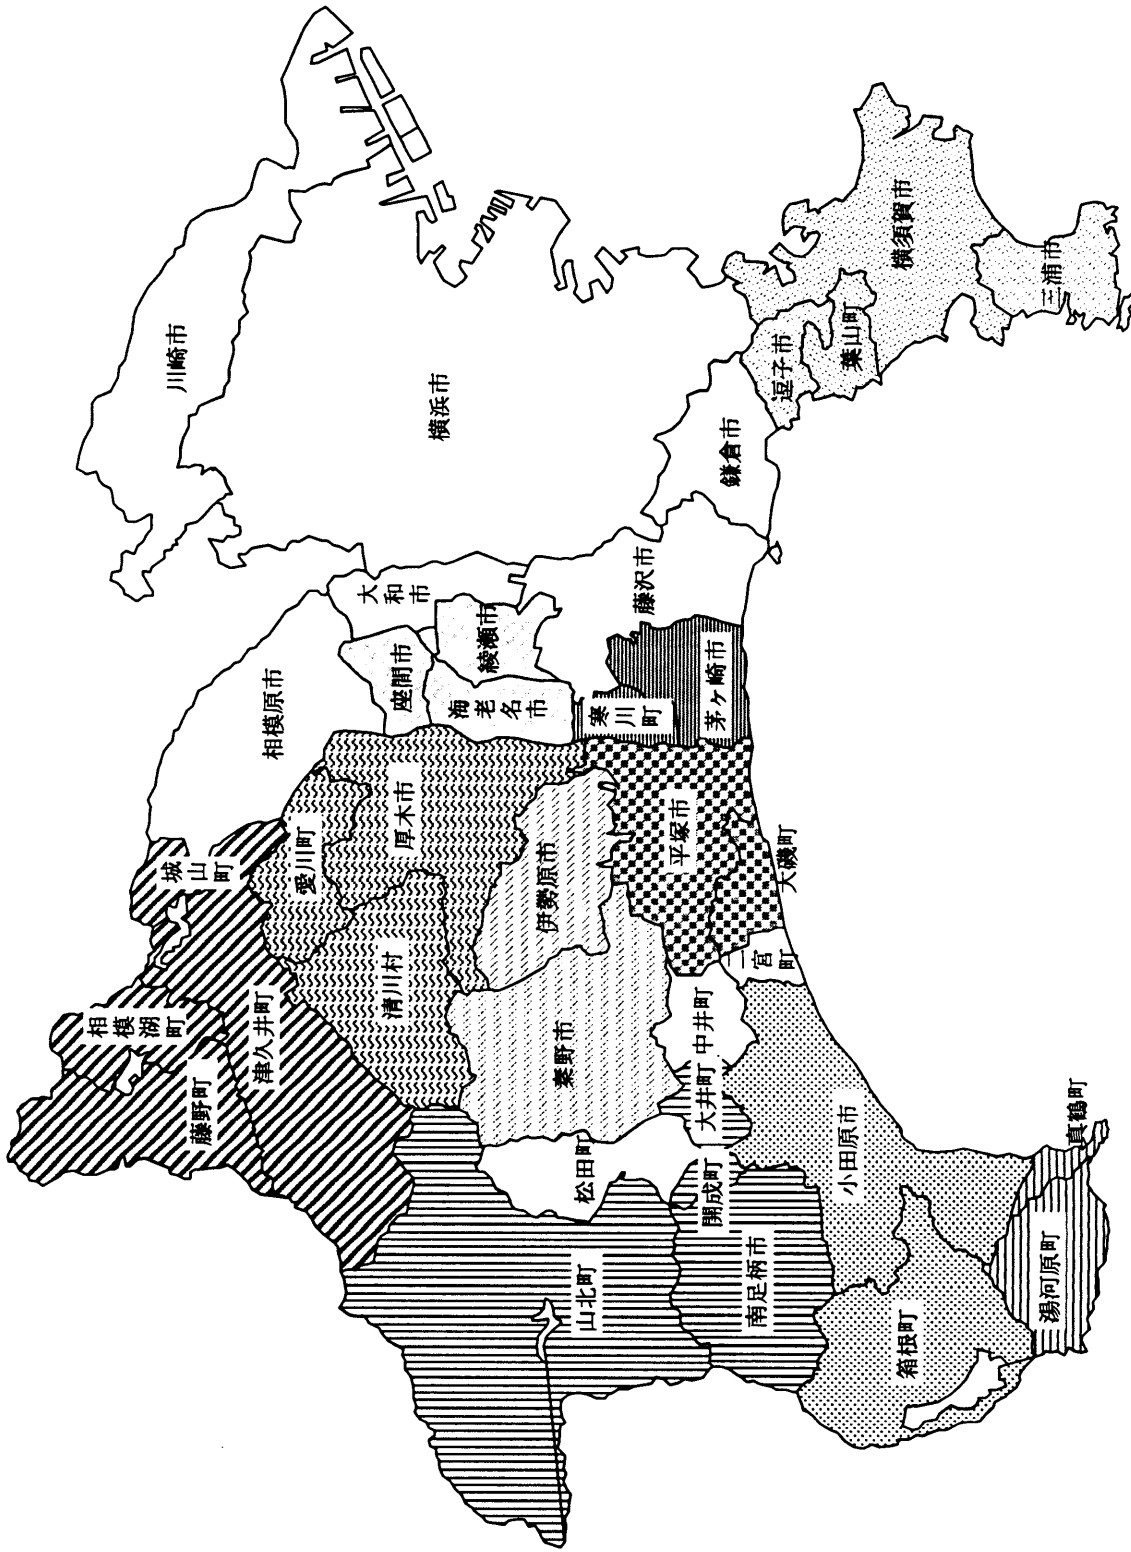 川崎市
横浜市
相模原市
大和市
座間市
綾瀬市
海老名市
藤沢市
鎌倉市
逗子市
葉山町
横須賀市
三浦市
寒川町
茅ヶ崎市
城山町
愛川町
厚木市
相模湖町
津久井町
藤野町
清川村
伊勢原市
秦野市
平塚市
大磯町
二宮町
中井町
大井町
松田町
開成町
山北町
南足柄市
小田原市
箱根町
湯河原町
真鶴町